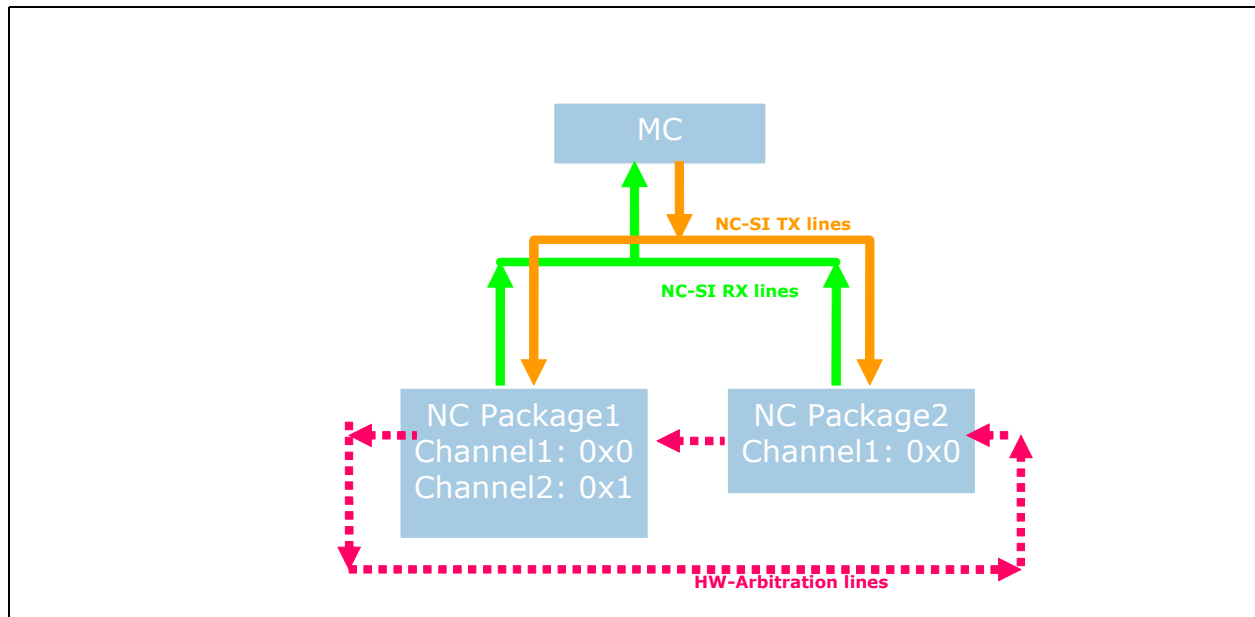 MC
NC-SI TX lines
NC-SI RX lines
NC Package1
Channel1: 0x0
Channel2: 0x1
NC Package2
Channel1: 0x0
HW-Arbitration lines